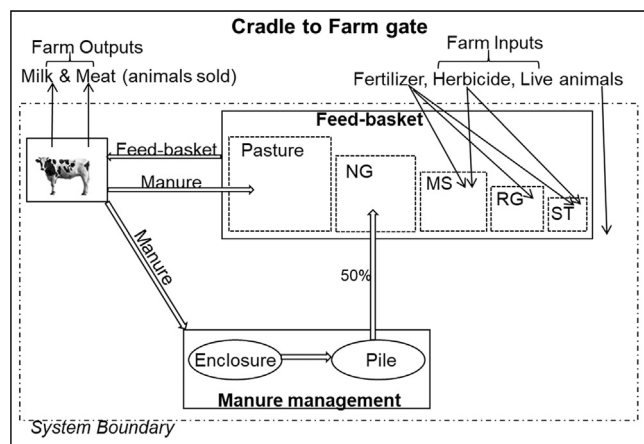 Cradle to Farm gate
Farm Outputs
Farm Inputs
Milk & Meat (animals sold)
Fertilizer, Herbicide, Live animals
Feed-basket
Feed-basket
Pasture
NG
MS
RG
ST
Manure
Manure
50%
Enclosure
Pile
Manure management
System Boundary